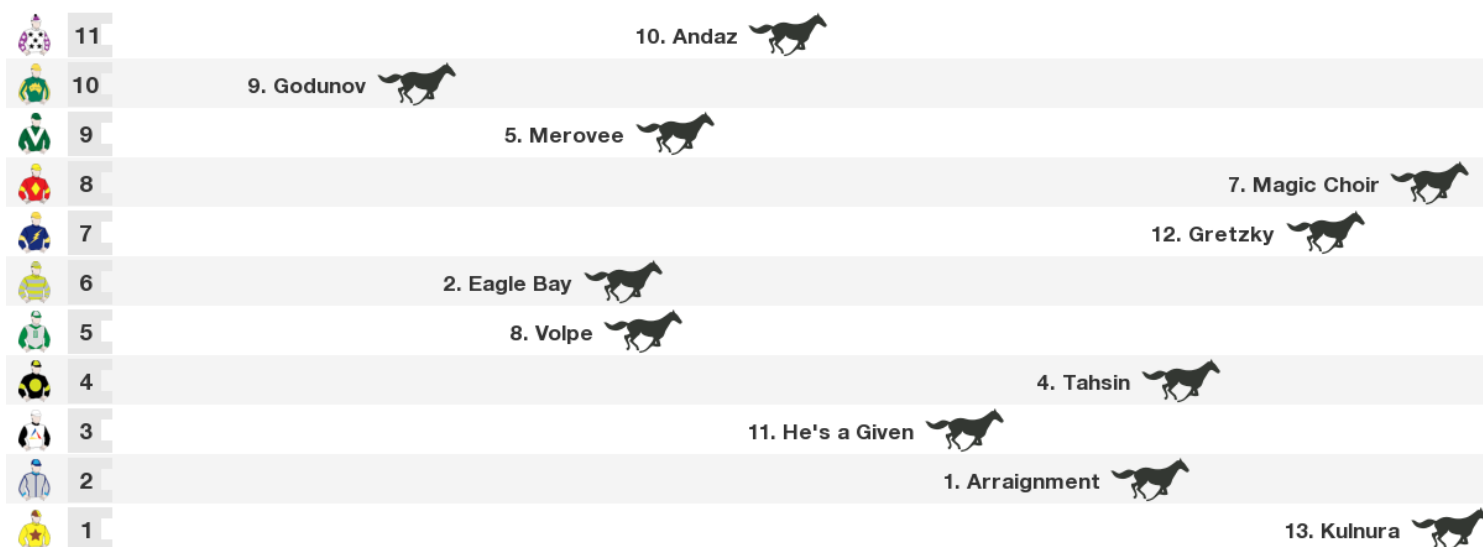 11 10. Andaz
10 9. Godunov
9 5. Merovee
8 7. Magic Choir
7 12. Gretzky
6 2. Eagle Bay
5 8. Volpe
4 4. Tahsin
3 11. He's a Given
2 1. Arraignment
1 13. Kulnura